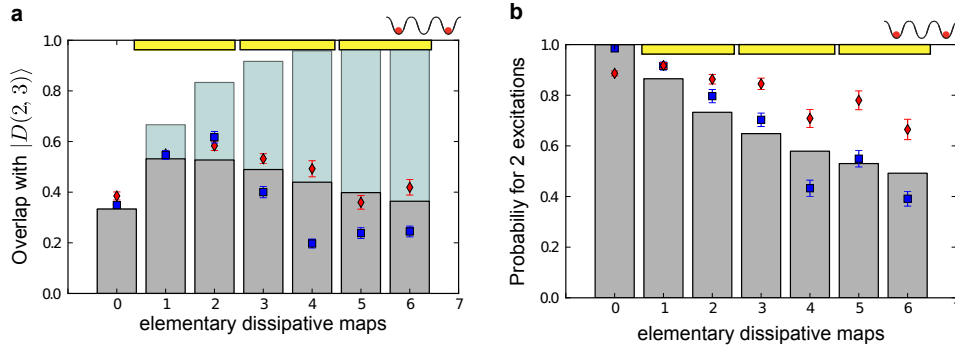 a
Overlap with |D(2, 3)⟩
1.0
0.8
0.6
0.4
0.2
0.0
0 1 2 3 4 5 6 7
elementary dissipative maps
b
Probabiliy for 2 excitations
1.0
0.8
0.6
0.4
0.2
0.0
0 1 2 3 4 5 6 7
elementary dissipative maps